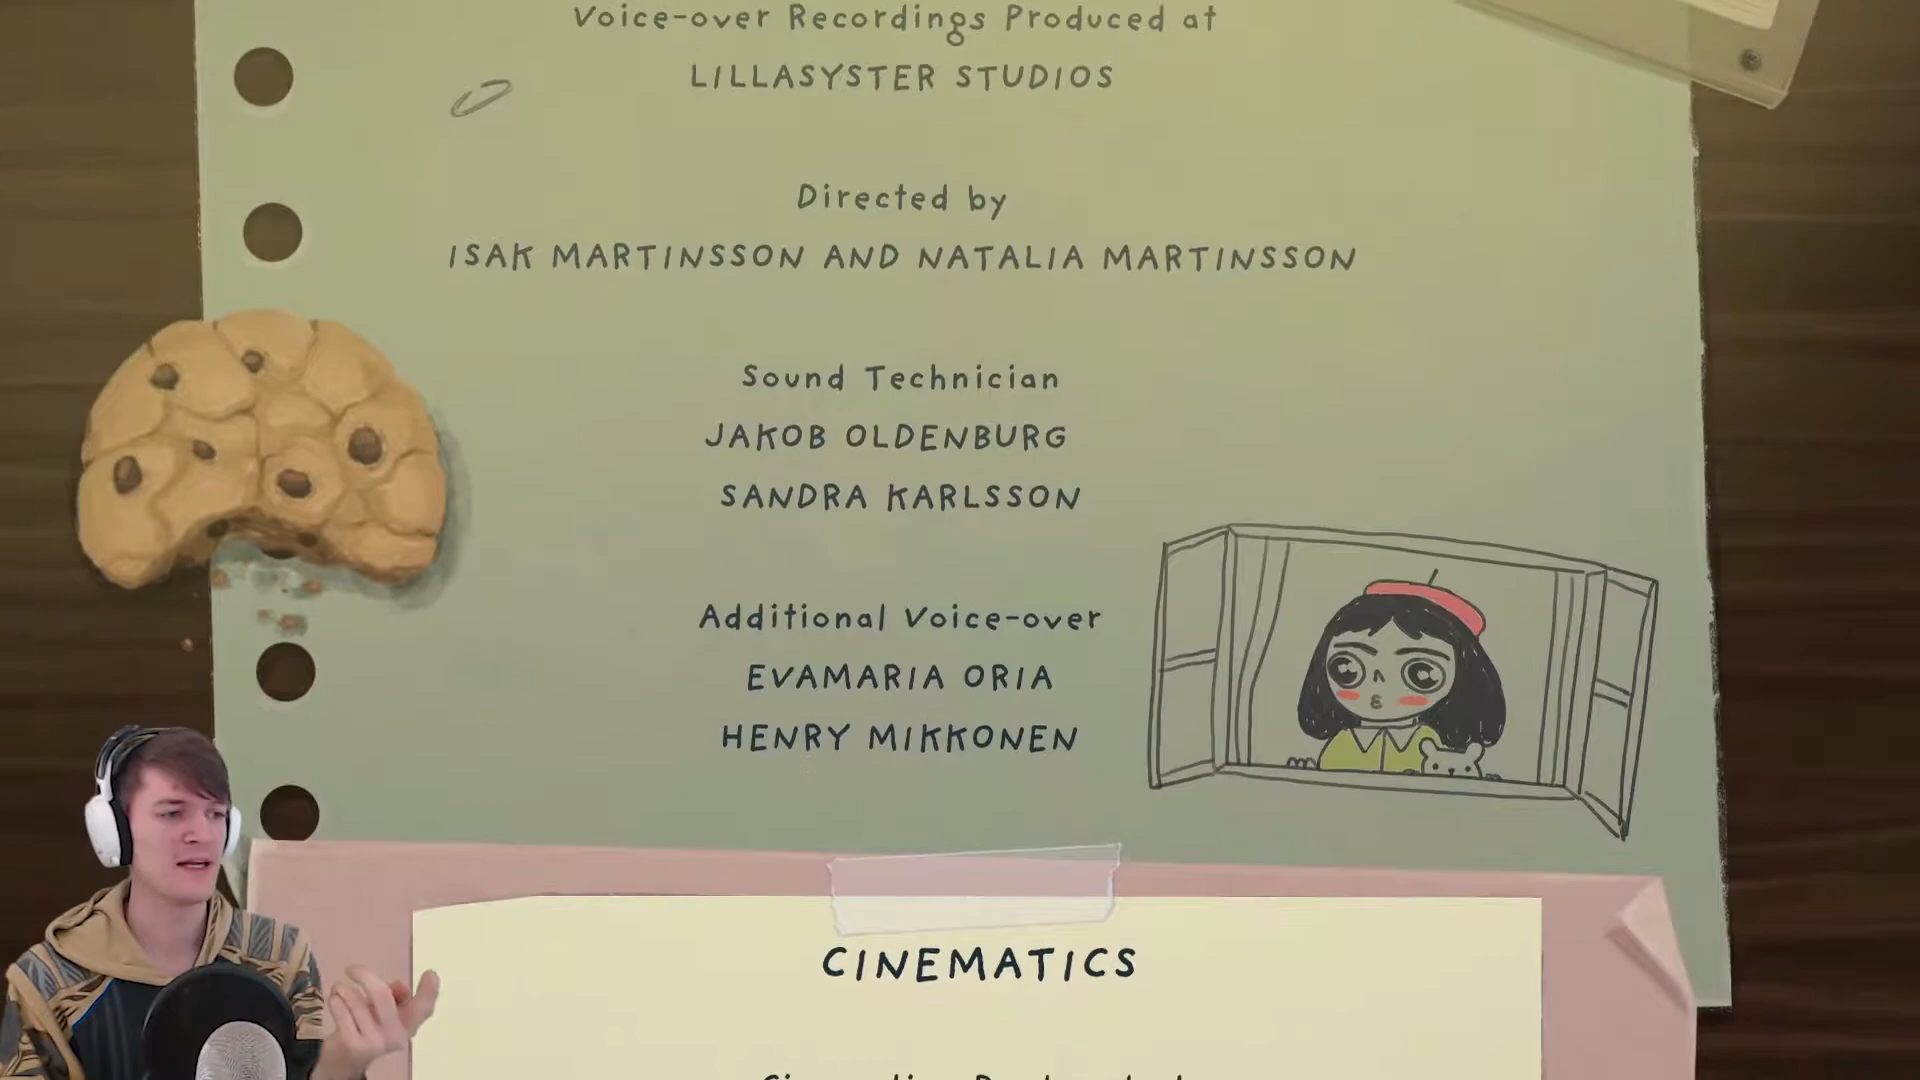 Voice-over Recordings Produced at
LILLASYSTER STUDIOS
Directed by
ISAK MARTINSSON AND NATALIA MARTINSSON
Sound Technician
JAKOB OLDENBURG
SANDRA KARLSSON
Additional Voice-over
EVAMARIA ORIA
HENRY MIKKONEN
CINEMATICS